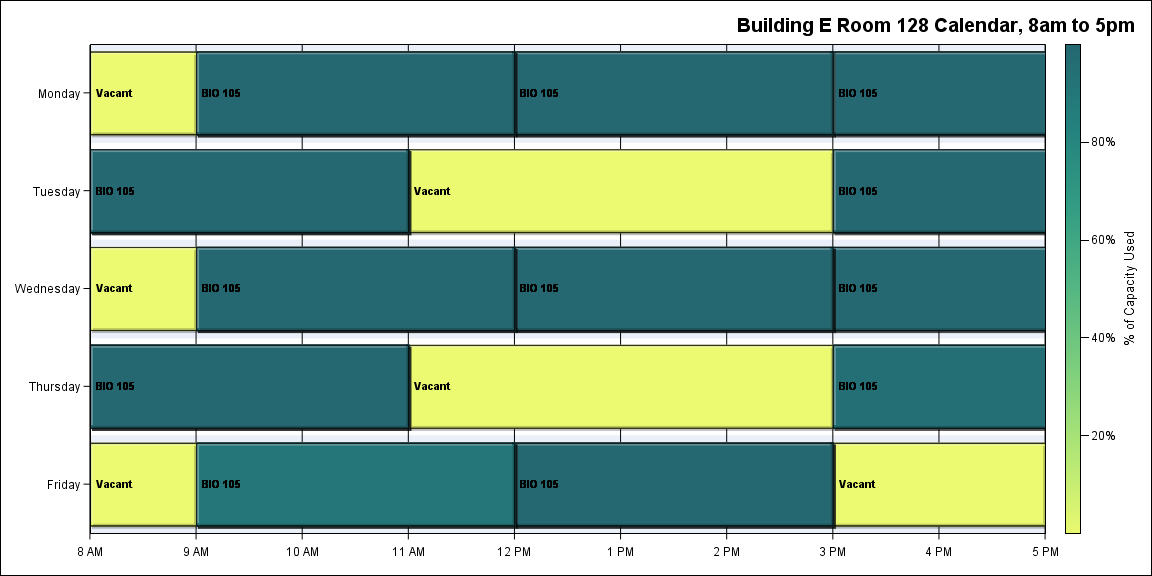 Building E Room 128 Calendar, 8am to 5pm
Monday
Vacant
BIO 105
BIO 105
BIO 105
Tuesday
BIO 105
Vacant
BIO 105
Wednesday
Vacant
BIO 105
BIO 105
BIO 105
Thursday
BIO 105
Vacant
BIO 105
Friday
Vacant
BIO 105
BIO 105
Vacant
8 AM
9 AM
10 AM
11 AM
12 PM
1 PM
2 PM
3 PM
4 PM
5 PM
80%
60%
40%
20%
% of Capacity Used